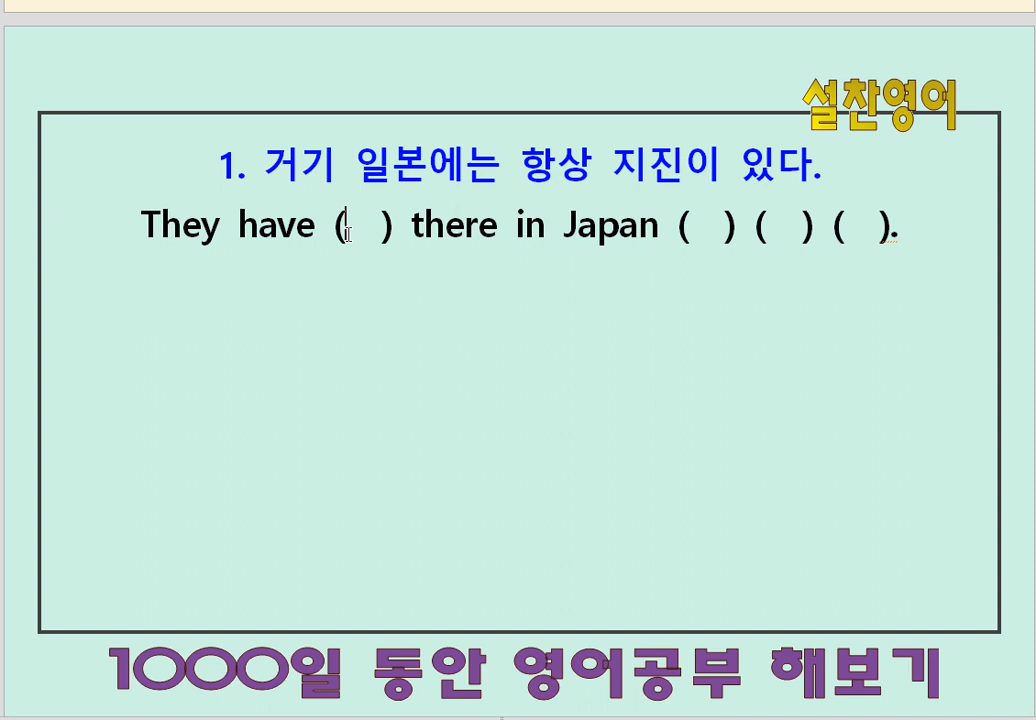 설찬영어
1. 거기 일본에는 항상 지진이 있다.
They have ( ) there in Japan ( ) ( ) ( ).
1000일 동안 영어공부 해보기